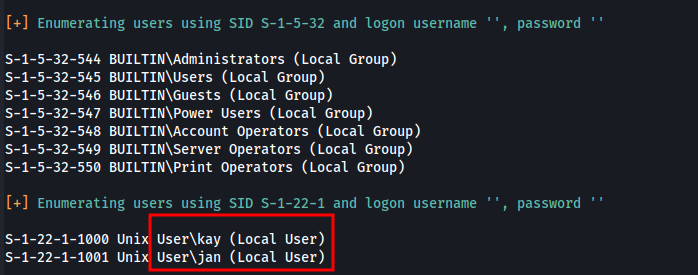 [+] Enumerating users using SID S-1-5-32 and logon username '', password ''
S-1-5-32-544 BUILTIN\Administrators (Local Group)
S-1-5-32-545 BUILTIN\Users (Local Group)
S-1-5-32-546 BUILTIN\Guests (Local Group)
S-1-5-32-547 BUILTIN\Power Users (Local Group)
S-1-5-32-548 BUILTIN\Account Operators (Local Group)
S-1-5-32-549 BUILTIN\Server Operators (Local Group)
S-1-5-32-550 BUILTIN\Print Operators (Local Group)
[+] Enumerating users using SID S-1-22-1 and logon username '', password ''
S-1-22-1-1000 Unix User\kay (Local User)
S-1-22-1-1001 Unix User\jan (Local User)